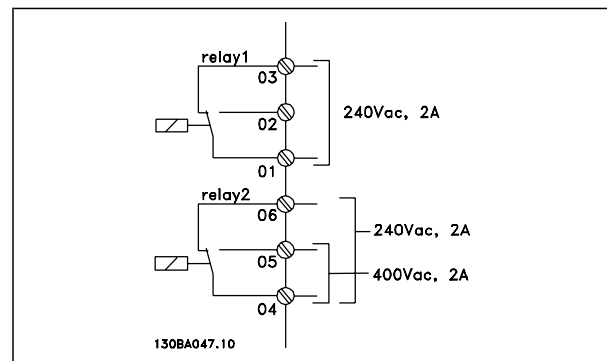 relay1
03
240Vac, 2A
02
01
relay2
06
240Vac, 2A
05
400Vac, 2A
04
130BA047.10